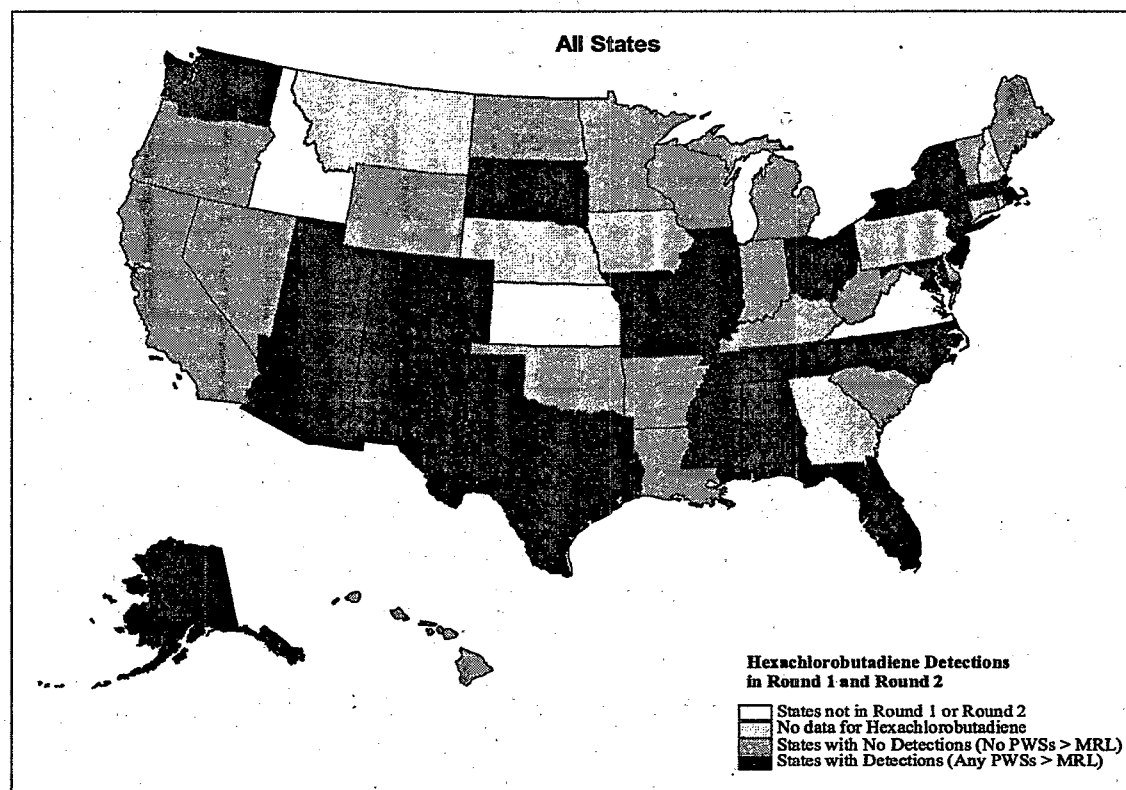 All States
Hexachlorobutadiene Detections
in Round 1 and Round 2
States not in Round 1 or Round 2
No data for Hexachlorobutadiene
States with No Detections (No PWSs > MRL)
States with Detections (Any PWSs > MRL)